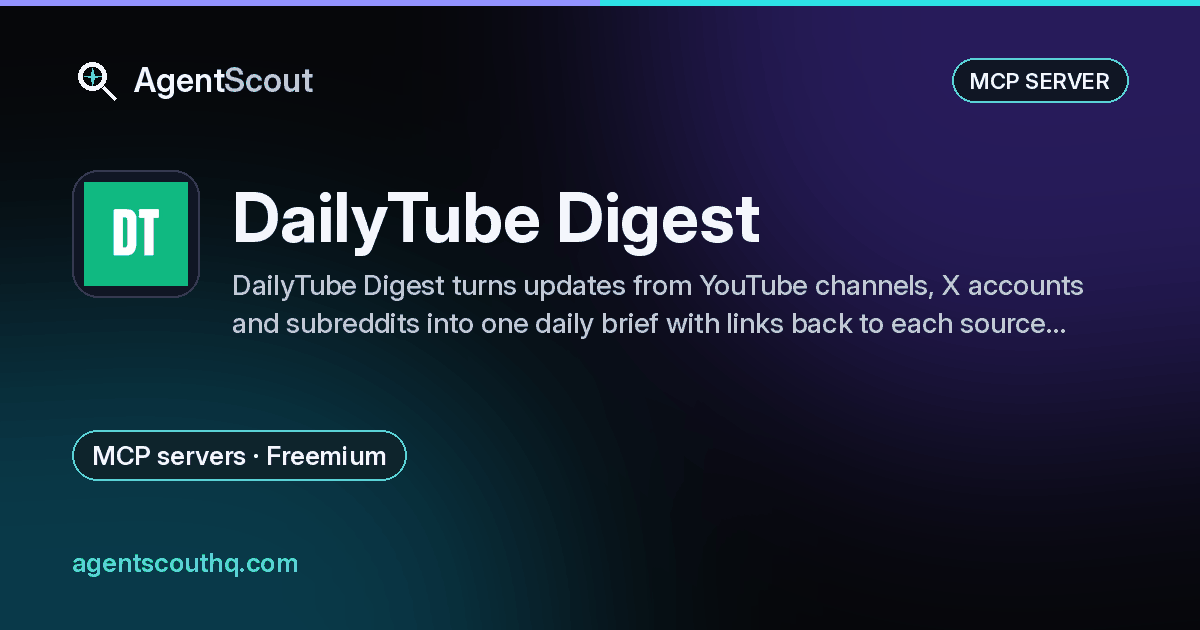 AgentScout
MCP SERVER
DT
DailyTube Digest
DailyTube Digest turns updates from YouTube channels, X accounts
and subreddits into one daily brief with links back to each source...
MCP servers · Freemium
agentscouthq.com